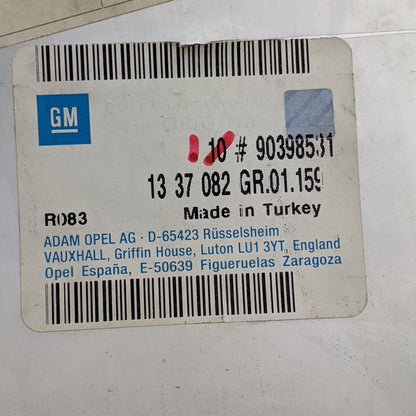 GM
ORIGINAL
10 # 90398531
13 37 082 GR.01.159
R083 Made in Turkey
ADAM OPEL AG · D-65423 Rüsselsheim
VAUXHALL, Griffin House, Luton LU1 3YT, England
Opel España, E-50639 Figueruelas Zaragoza